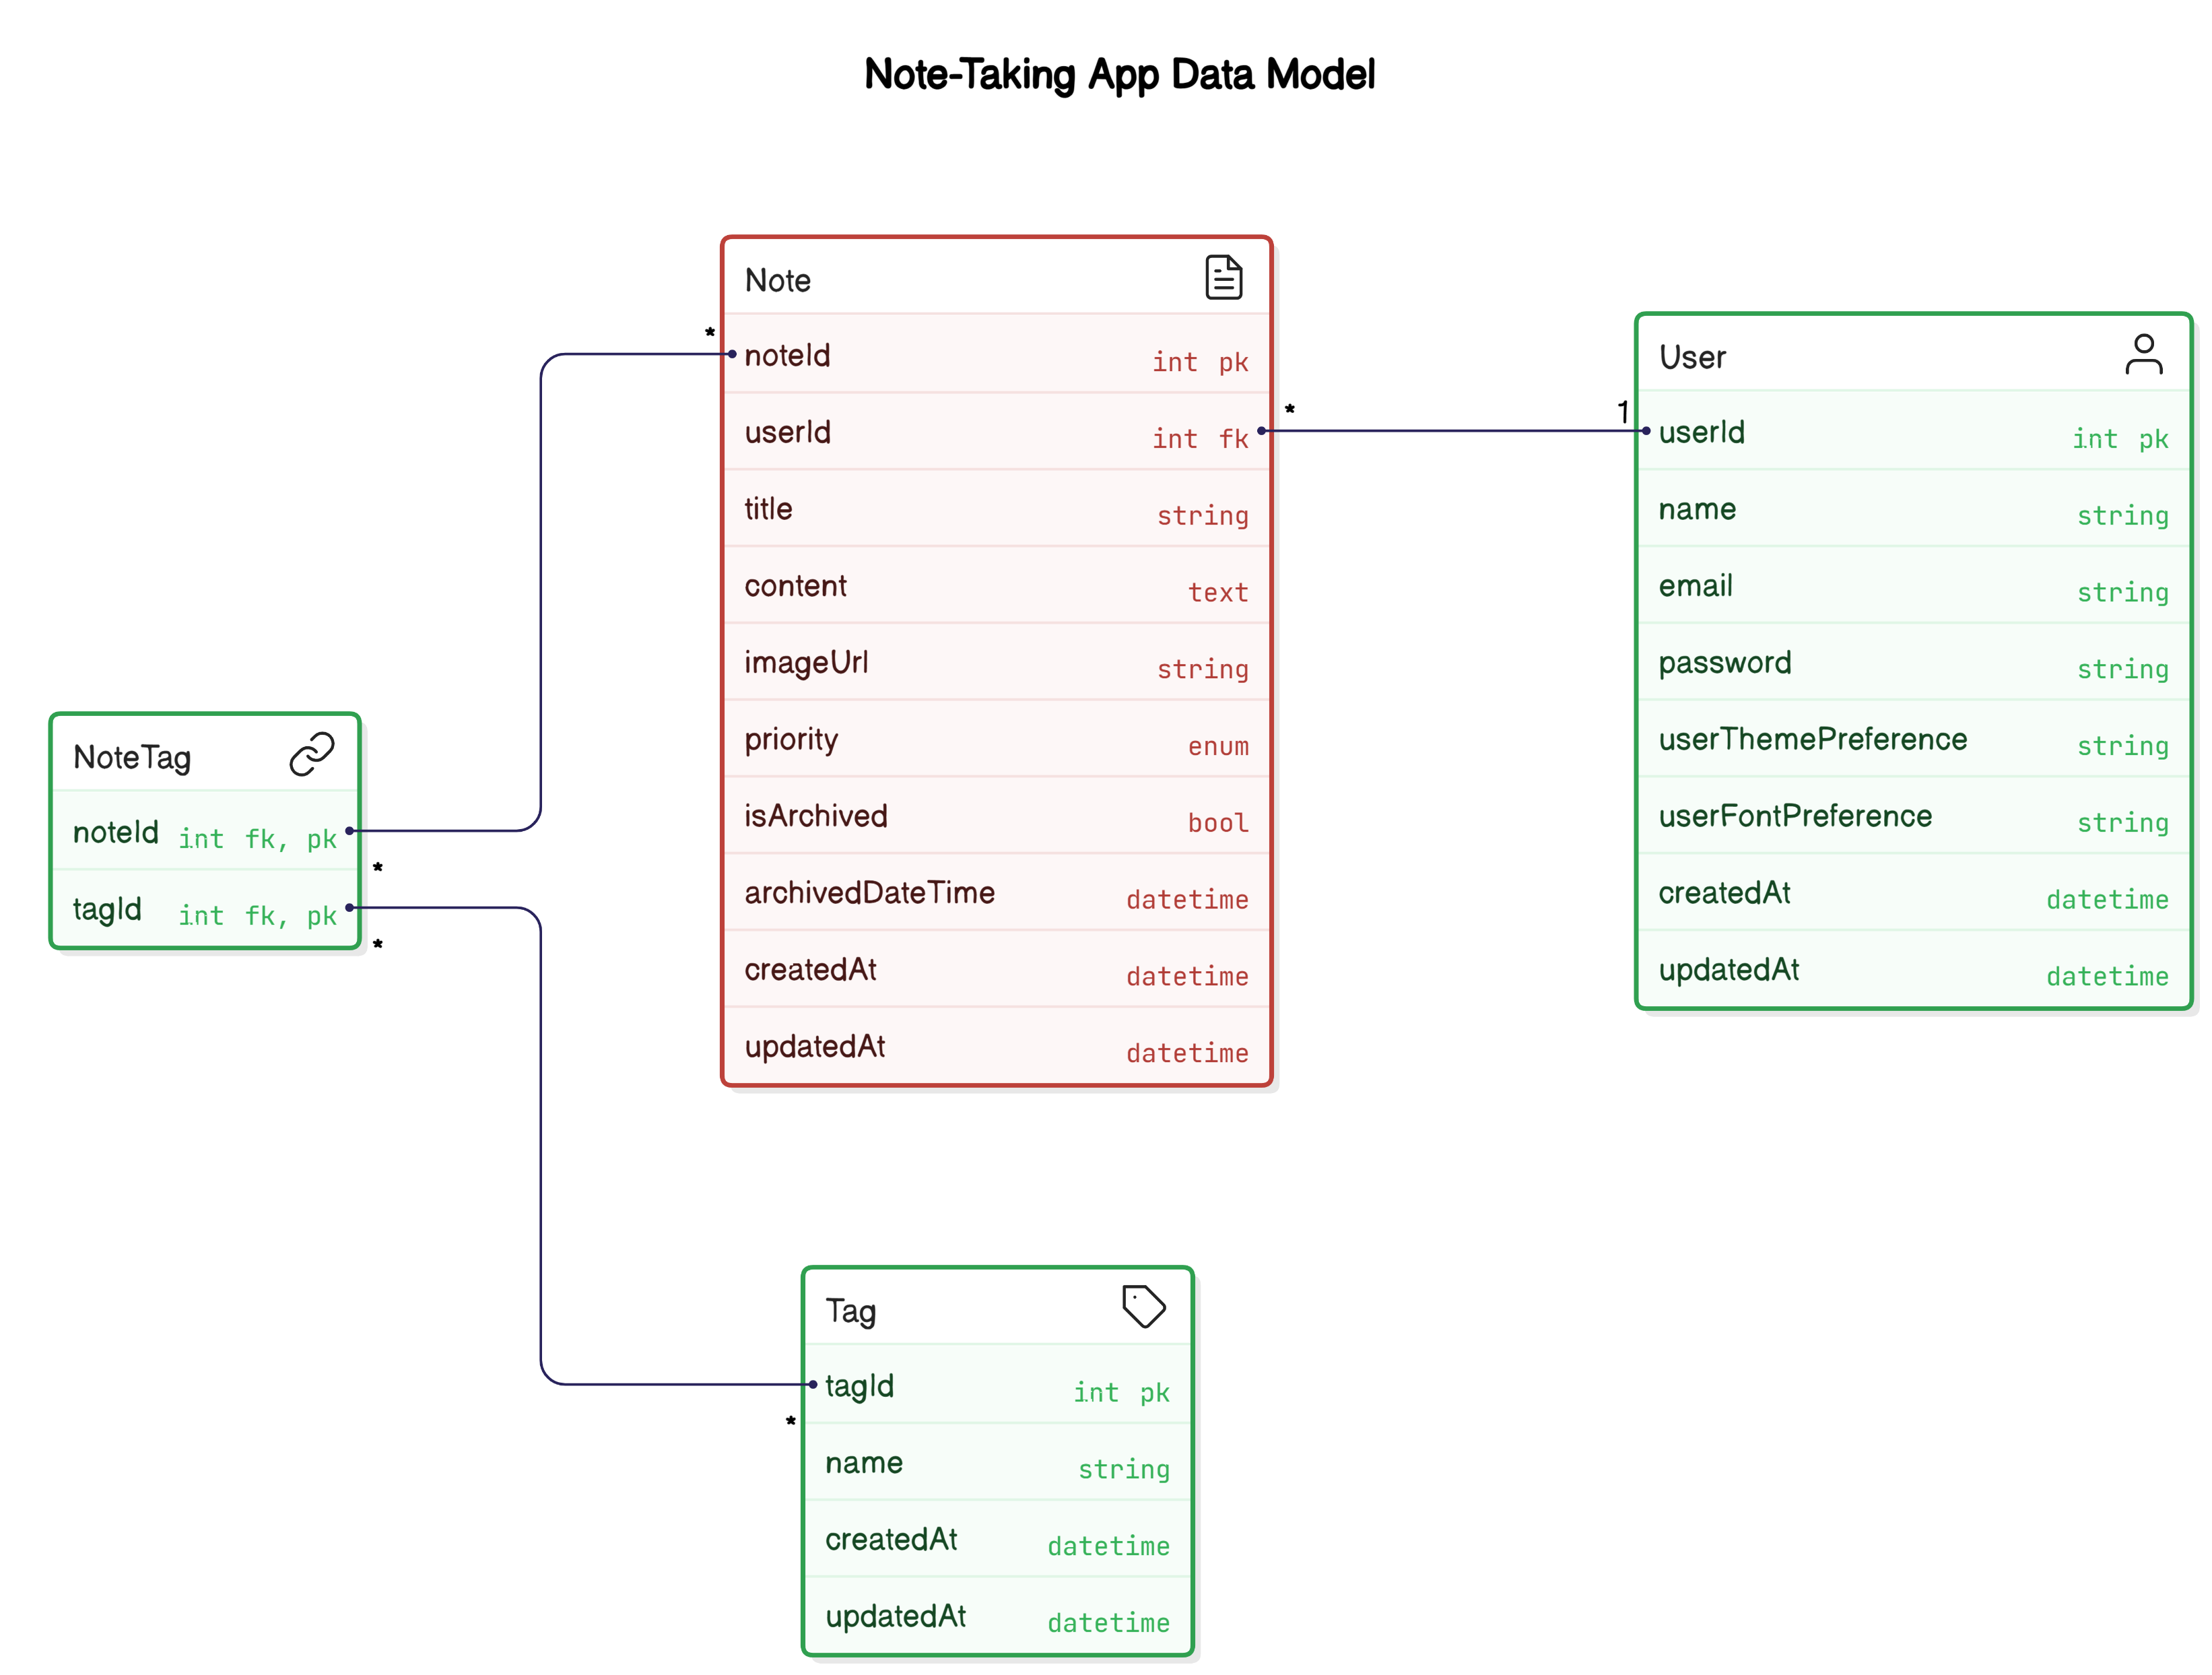 Note-Taking App Data Model
Note
*
noteId int pk
userId int fk
* 1
title string
content text
imageUrl string
priority enum
isArchived bool
archivedDateTime datetime
createdAt datetime
updatedAt datetime
User
userId int pk
name string
email string
password string
userThemePreference string
userFontPreference string
createdAt datetime
updatedAt datetime
NoteTag
noteId int fk, pk
*
tagId int fk, pk
*
Tag
tagId int pk
*
name string
createdAt datetime
updatedAt datetime